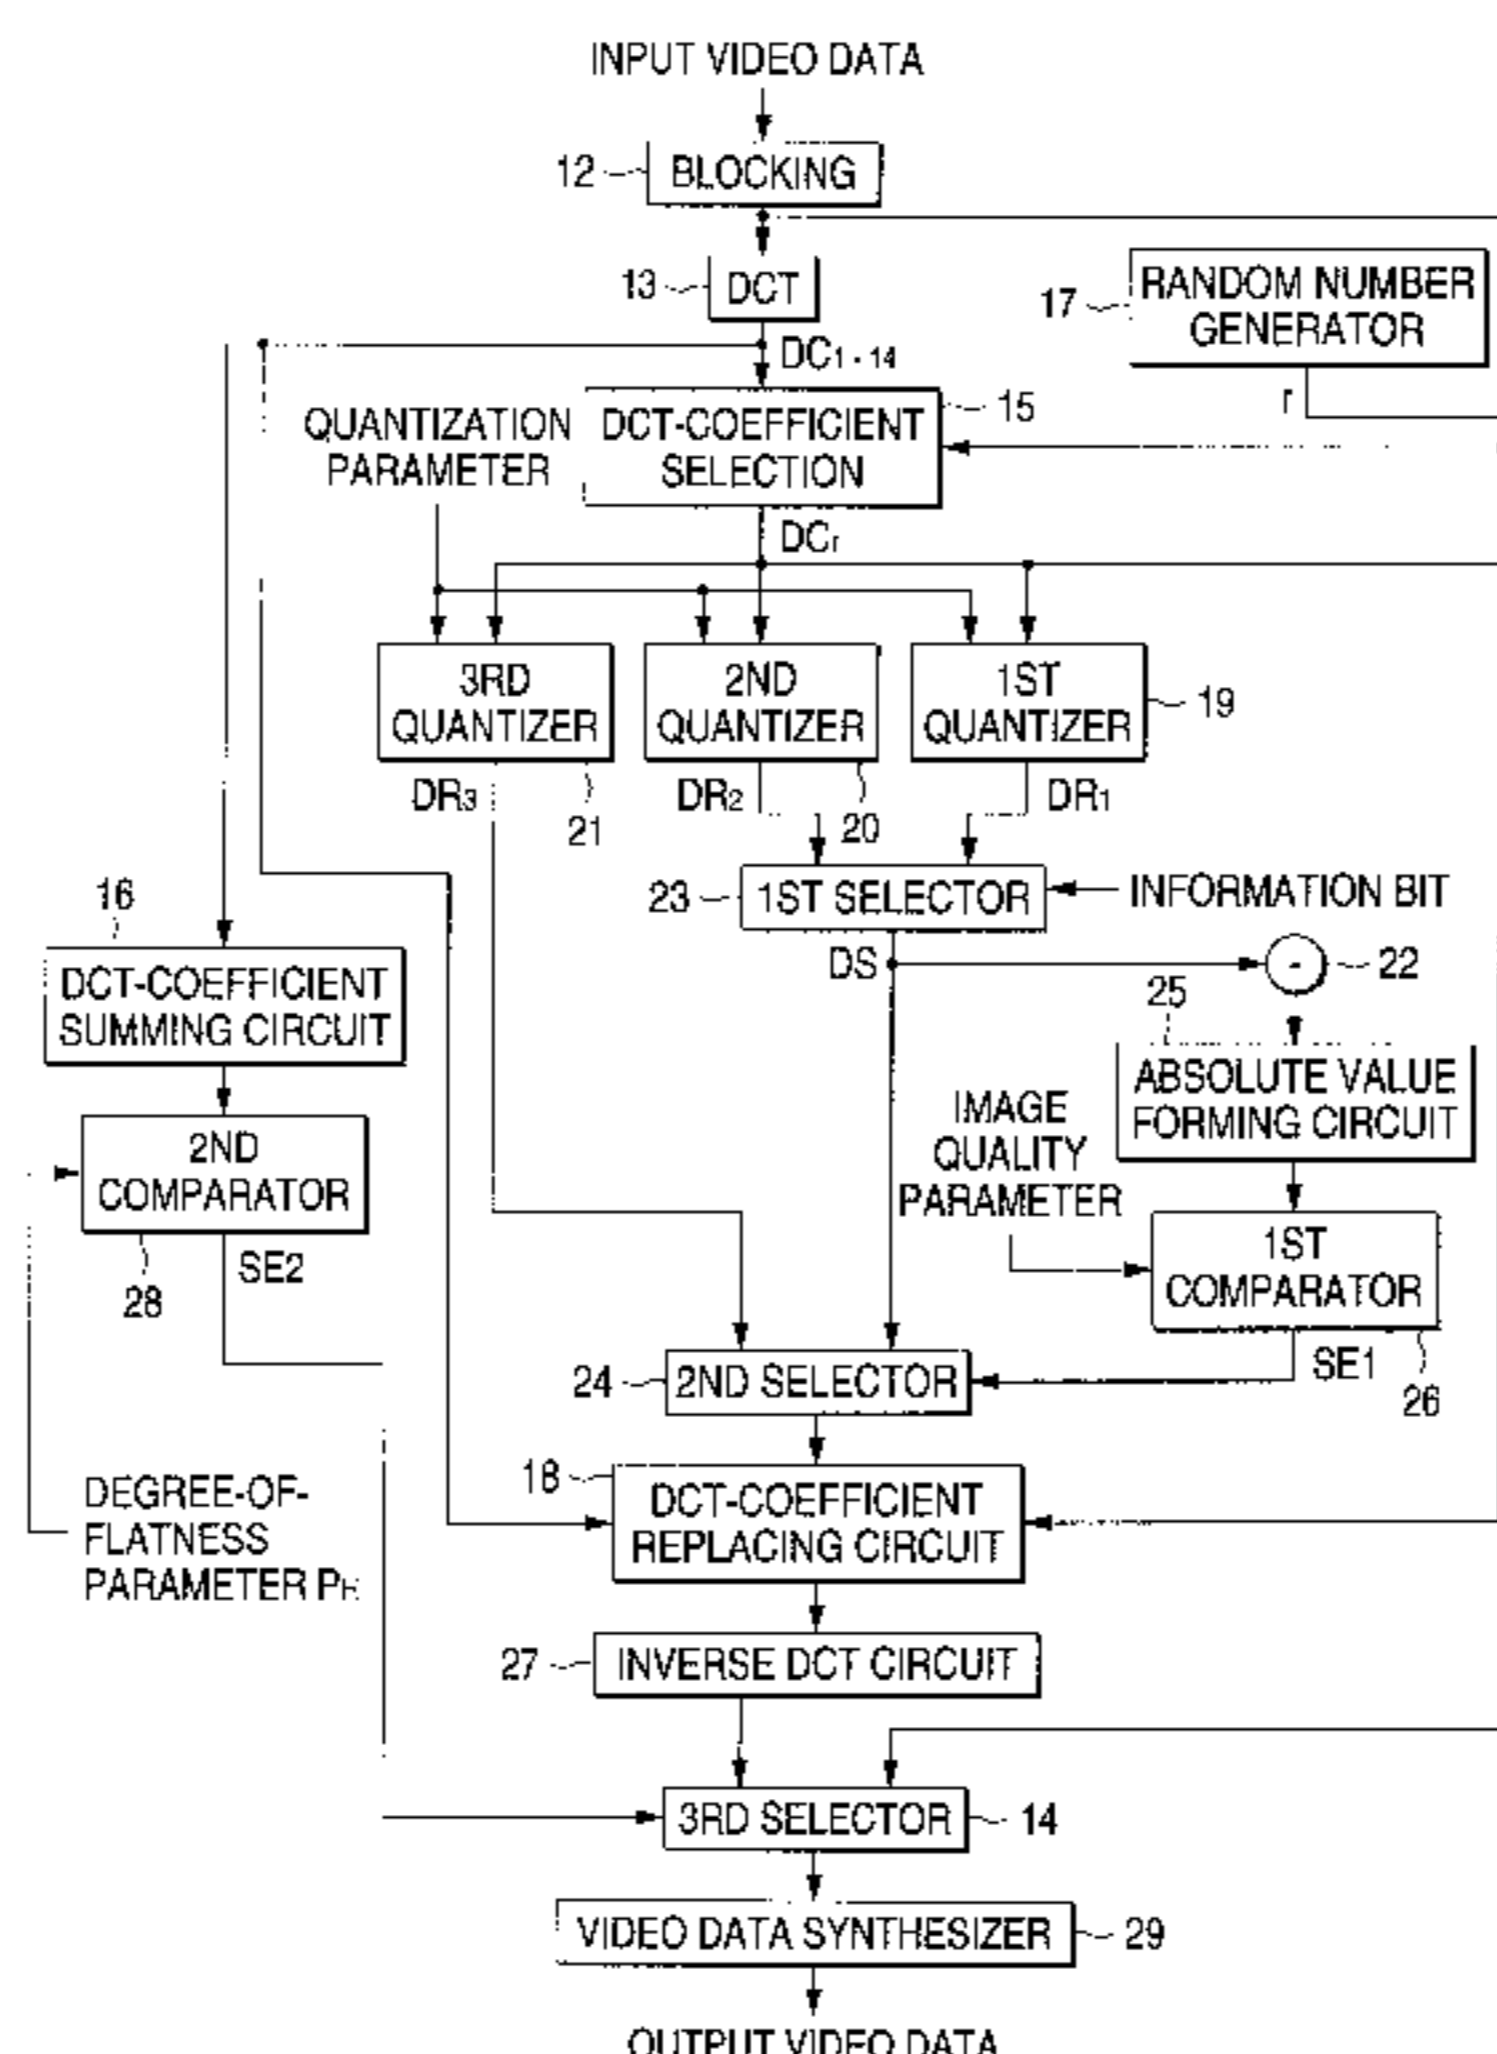 INPUT VIDEO DATA
12
BLOCKING
13
DCT
17
RANDOM NUMBER
GENERATOR
DC1 - 14
r
QUANTIZATION
PARAMETER
DCT-COEFFICIENT
SELECTION
15
DCr
3RD
QUANTIZER
2ND
QUANTIZER
1ST
QUANTIZER
19
DR3
21
DR2
20
DR1
16
23
1ST SELECTOR
INFORMATION BIT
DCT-COEFFICIENT
SUMMING CIRCUIT
DS
-
22
25
ABSOLUTE VALUE
FORMING CIRCUIT
IMAGE
QUALITY
PARAMETER
2ND
COMPARATOR
28
SE2
1ST
COMPARATOR
SE1
26
24
2ND SELECTOR
18
DCT-COEFFICIENT
REPLACING CIRCUIT
DEGREE-OF-
FLATNESS
PARAMETER PH
27
INVERSE DCT CIRCUIT
3RD SELECTOR
14
VIDEO DATA SYNTHESIZER
29
OUTPUT VIDEO DATA